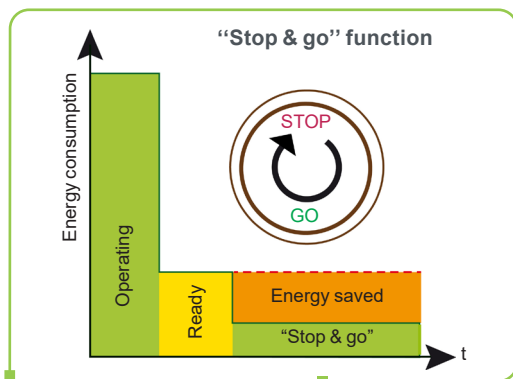 “Stop & go” function
Energy consumption
STOP
GO
Operating
Ready
Energy saved
“Stop & go”
t